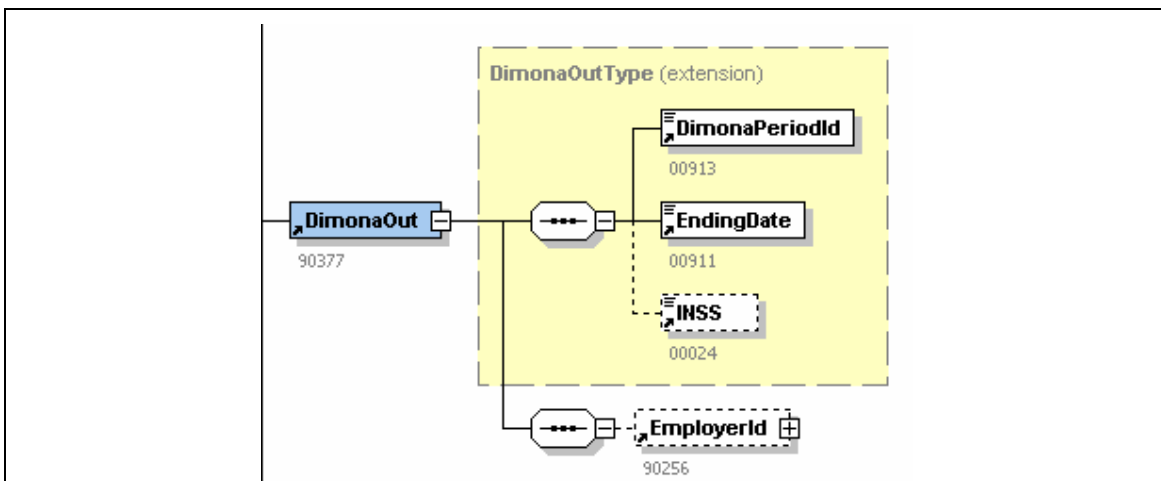 DimonaOutType (extension)
DimonaPeriodId
00913
DimonaOut
90377
EndingDate
00911
INSS
00024
EmployerId
90256